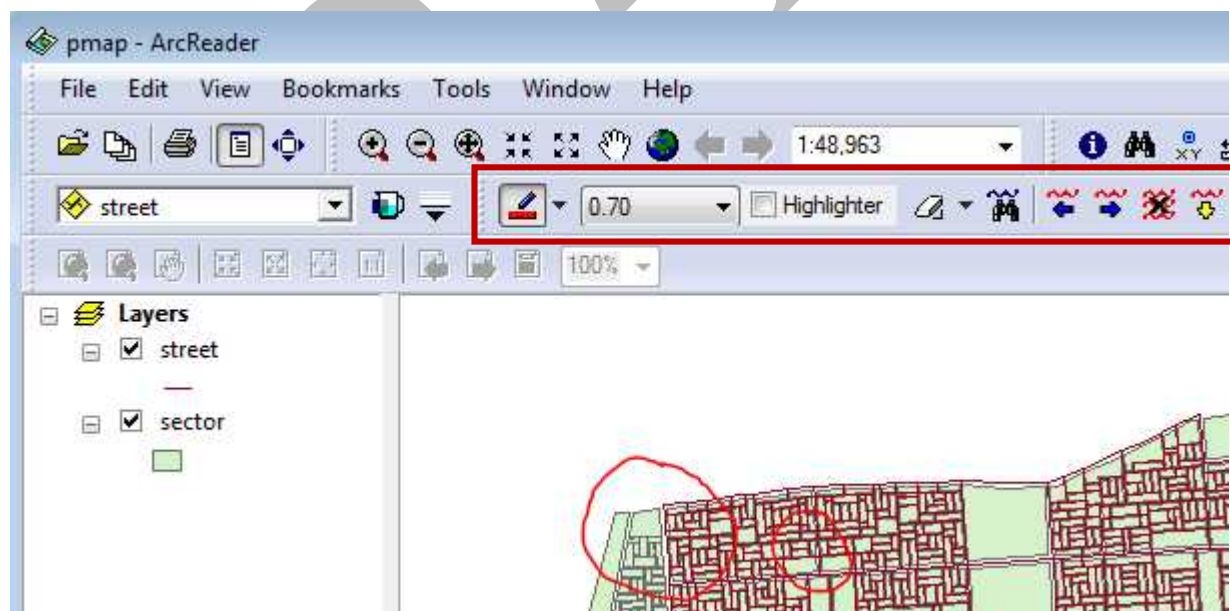 pmap - ArcReader
File Edit View Bookmarks Tools Window Help
1:48,963 XY
street 0.70 Highlighter
100%
Layers
street
sector